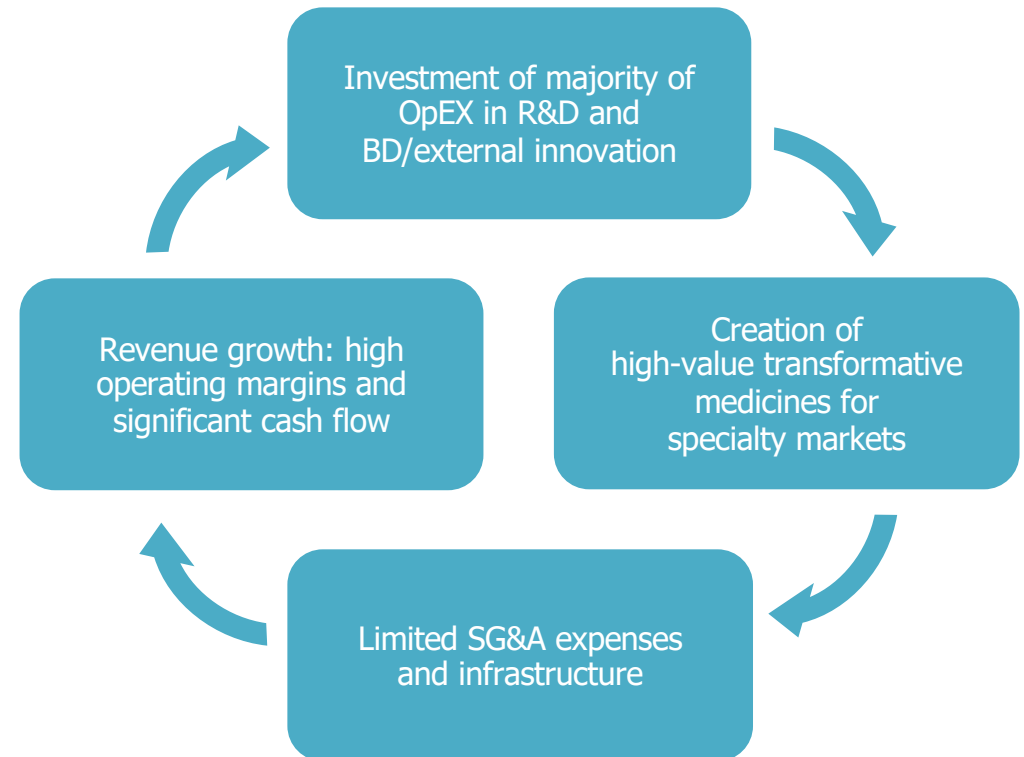 Investment of majority of
OpEX in R&D and
BD/external innovation
Creation of
high-value transformative
medicines for
specialty markets
Limited SG&A expenses
and infrastructure
Revenue growth: high
operating margins and
significant cash flow